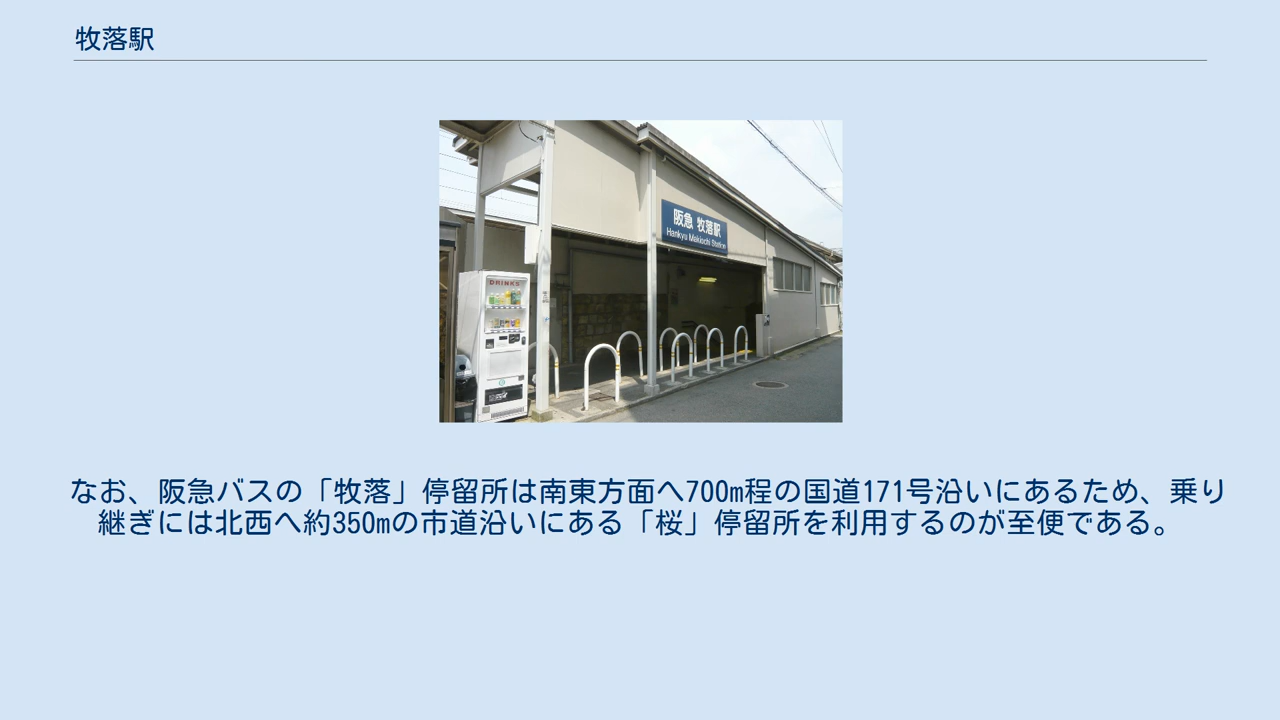 牧落駅
阪急 牧落駅
Hankyu Makiochi Station
DRINKS
なお、阪急バスの「牧落」停留所は南東方面へ700m程の国道171号沿いにあるため、乗り
継ぎには北西へ約350mの市道沿いにある「桜」停留所を利用するのが至便である。